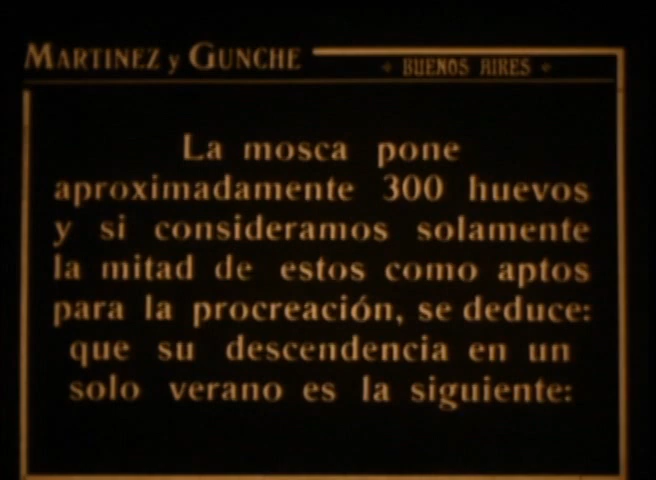 MARTINEZ y GUNCHE
BUENOS AIRES
La mosca pone
aproximadamente 300 huevos
y si consideramos solamente
la mitad de estos como aptos
para la procreación, se deduce:
que su descendencia en un
solo verano es la siguiente: